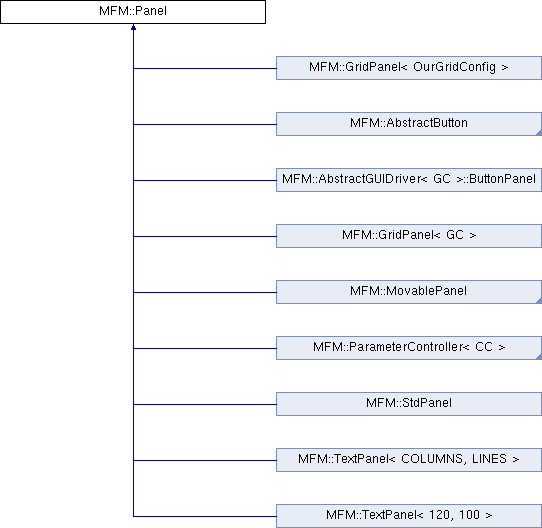 MFM::Panel
MFM::GridPanel< OurGridConfig >
MFM::AbstractButton
MFM::AbstractGUIDriver< GC >::ButtonPanel
MFM::GridPanel< GC >
MFM::MovablePanel
MFM::ParameterController< CC >
MFM::StdPanel
MFM::TextPanel< COLUMNS, LINES >
MFM::TextPanel< 120, 100 >